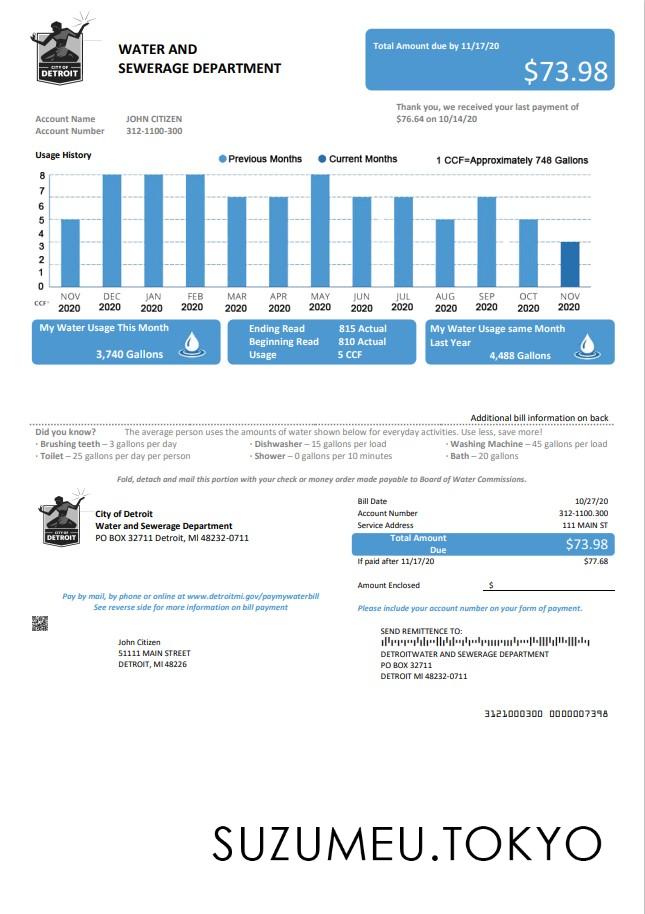 CITY OF
DETROIT
WATER AND
SEWERAGE DEPARTMENT
Total Amount due by 11/17/20
$73.98
Thank you, we received your last payment of
$76.64 on 10/14/20
Account Name JOHN CITIZEN
Account Number 312-1100-300
Usage History
Previous Months Current Months 1 CCF=Approximately 748 Gallons
8
7
6
5
4
3
2
1
0
CCF'
NOV DEC JAN FEB MAR APR MAY JUN JUL AUG SEP OCT NOV
2020 2020 2020 2020 2020 2020 2020 2020 2020 2020 2020 2020 2020
My Water Usage This Month
3,740 Gallons
Ending Read 815 Actual
Beginning Read 810 Actual
Usage 5 CCF
My Water Usage same Month
Last Year
4,488 Gallons
Additional bill information on back
Did you know? The average person uses the amounts of water shown below for everyday activities. Use less, save more!
· Brushing teeth – 3 gallons per day · Dishwasher – 15 gallons per load · Washing Machine – 45 gallons per load
· Toilet – 25 gallons day per person · Shower – 0 gallons per 10 minutes · Bath – 20 gallons
Fold, detach and mail this portion with your check or money order made payable to Board of Water Commissions.
CITY OF
DETROIT
City of Detroit
Water and Sewerage Department
PO BOX 32711 Detroit, MI 48232-0711
Bill Date 10/27/20
Account Number 312-1100.300
Service Address 111 MAIN ST
Total Amount
Due
$73.98
If paid after 11/17/20 $77.68
Amount Enclosed $
Pay by mail, by phone or online at www.detroitmi.gov/paymywaterbill
See reverse side for more information on bill payment
Please include your account number on your form of payment.
John Citizen
51111 MAIN STREET
DETROIT, MI 48226
SEND REMITTANCE TO:
DETROITWATER AND SEWERAGE DEPARTMENT
PO BOX 32711
DETROIT MI 48232-0711
3121000300 0000007398
SUZUMEU.TOKYO